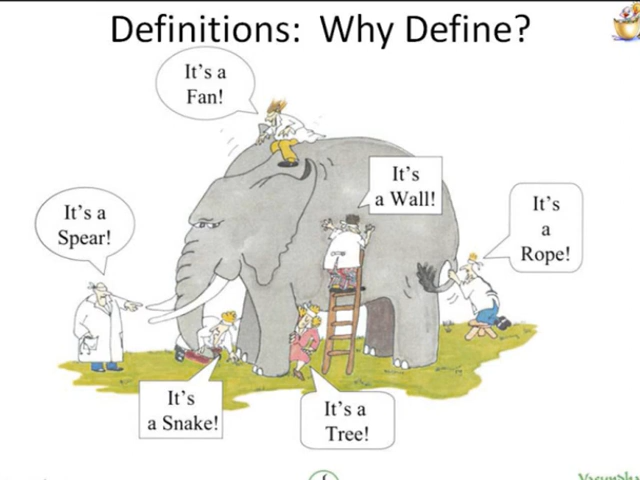 Definitions: Why Define?
It's a
Fan!
It's
a Wall!
It's a
Spear!
It's
a
Rope!
It's
a Snake!
It's a
Tree!